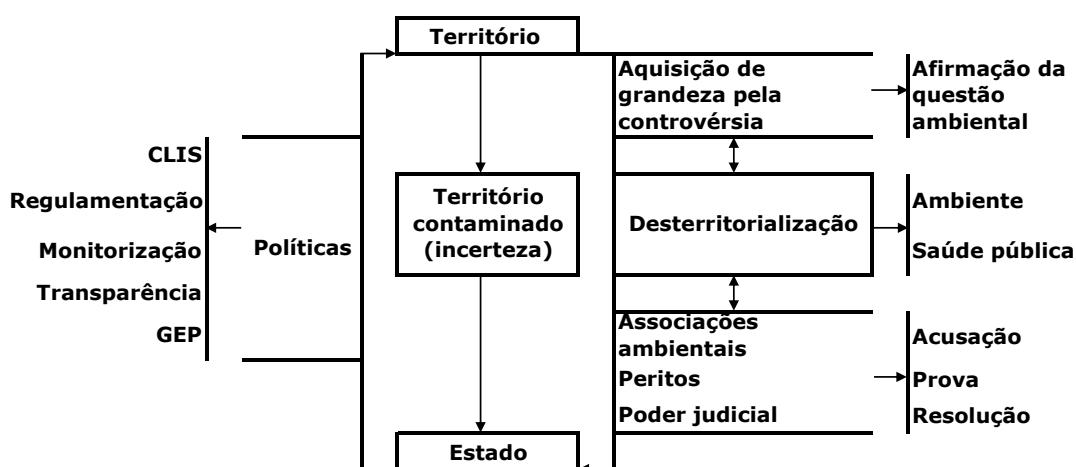 Território
Aquisição de
grandeza pela
controvérsia
Afirmação da
questão
ambiental
CLIS
Regulamentação
Monitorização
Transparência
GEP
Políticas
Território
contaminado
(incerteza)
Desterritorialização
Ambiente
Saúde pública
Associações
ambientais
Peritos
Poder judicial
Acusação
Prova
Resolução
Estado